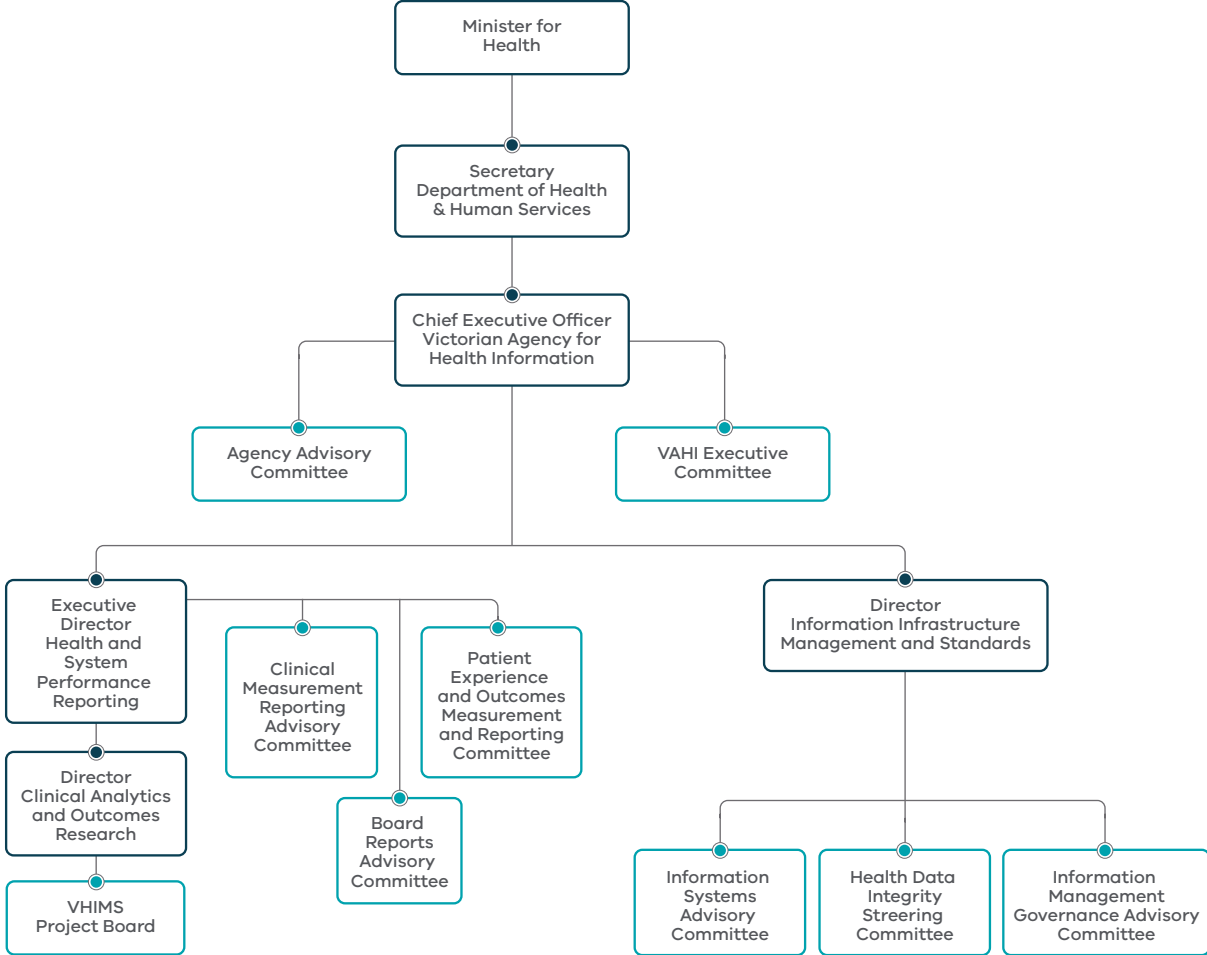 Minister for
Health
Secretary
Department of Health
& Human Services
Chief Executive Officer
Victorian Agency for
Health Information
Agency Advisory
Committee
VAHI Executive
Committee
Executive
Director
Health and
System
Performance
Reporting
Clinical
Measurement
Reporting
Advisory
Committee
Patient
Experience
and Outcomes
Measurement
and Reporting
Committee
Director
Information Infrastructure
Management and Standards
Director
Clinical Analytics
and Outcomes
Research
Board
Reports
Advisory
Committee
VHIMS
Project Board
Information
Systems
Advisory
Committee
Health Data
Integrity
Streering
Committee
Information
Management
Governance Advisory
Committee